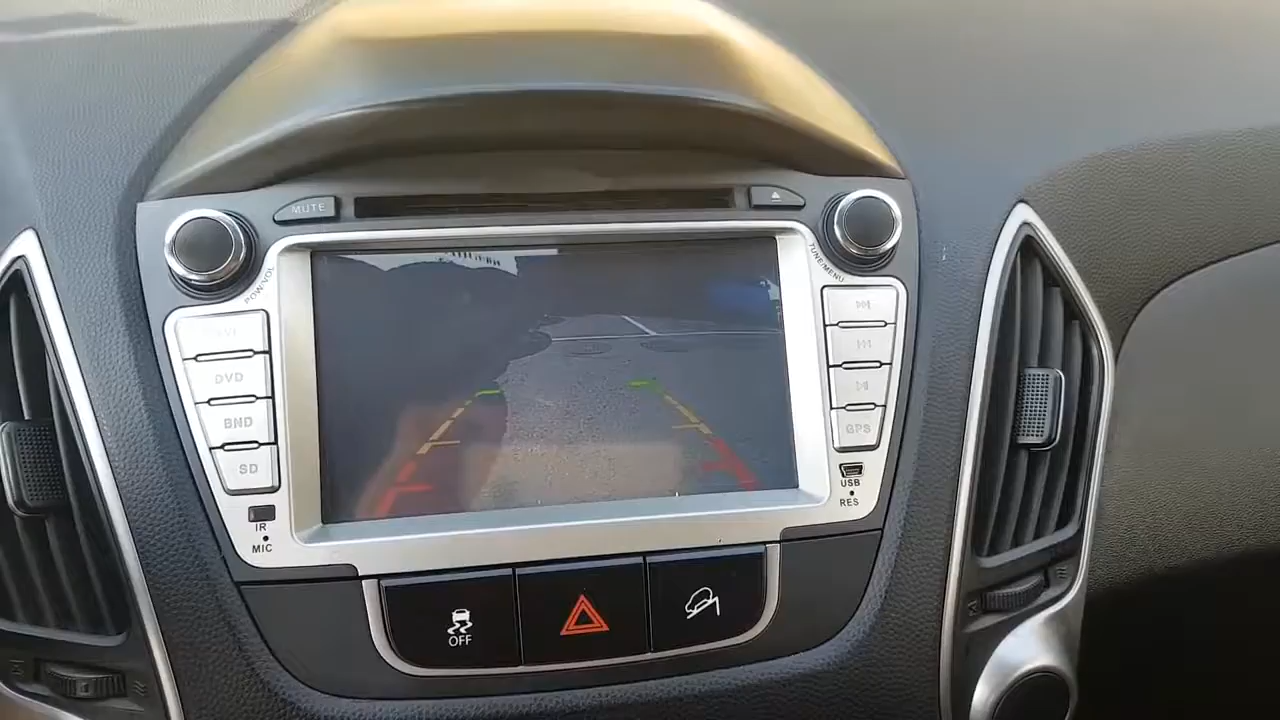 MUTE
POW/VOL
TUNE/MENU
DVD
BND
SD
GPS
IR
MIC
USB
RES
OFF